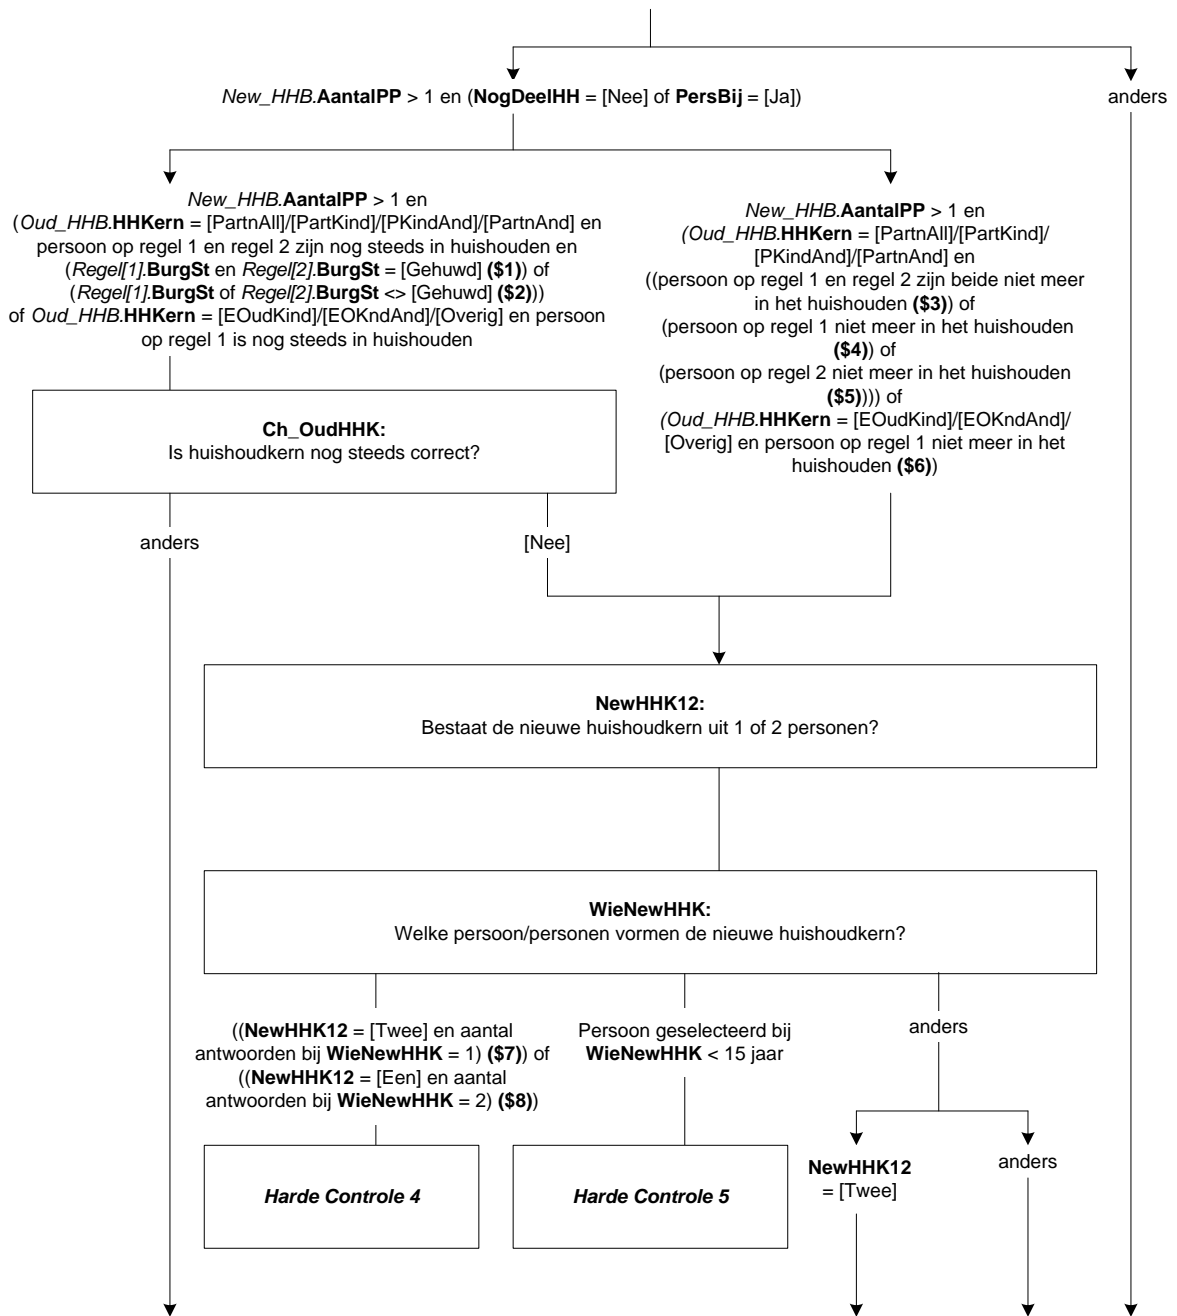 New_HHB.AantalPP > 1 en (NogDeelHH = [Nee] of PersBij = [Ja])
anders
New_HHB.AantalPP > 1 en
(Oud_HHB.HHKern = [PartnAll]/[PartKind]/[PKindAnd]/[PartnAnd] en
persoon op regel 1 en regel 2 zijn nog steeds in huishouden en
(Regel[1].BurgSt en Regel[2].BurgSt = [Gehuwd] ($1)) of
(Regel[1].BurgSt of Regel[2].BurgSt <> [Gehuwd] ($2)))
of Oud_HHB.HHKern = [EOudKind]/[EOKndAnd]/[Overig] en persoon
op regel 1 is nog steeds in huishouden
New_HHB.AantalPP > 1 en
(Oud_HHB.HHKern = [PartnAll]/[PartKind]/
[PKindAnd]/[PartnAnd] en
((persoon op regel 1 en regel 2 zijn beide niet meer
in het huishouden ($3)) of
(persoon op regel 1 niet meer in het huishouden
($4)) of
(persoon op regel 2 niet meer in het huishouden
($5)))) of
(Oud_HHB.HHKern = [EOudKind]/[EOKndAnd]/
[Overig] en persoon op regel 1 niet meer in het
huishouden ($6))
Ch_OudHHK:
Is huishoudkern nog steeds correct?
anders
[Nee]
NewHHK12:
Bestaat de nieuwe huishoudkern uit 1 of 2 personen?
WieNewHHK:
Welke persoon/personen vormen de nieuwe huishoudkern?
((NewHHK12 = [Twee] en aantal
antwoorden bij WieNewHHK = 1) ($7)) of
((NewHHK12 = [Een] en aantal
antwoorden bij WieNewHHK = 2) ($8))
Persoon geselecteerd bij
WieNewHHK < 15 jaar
anders
Harde Controle 4
Harde Controle 5
NewHHK12
= [Twee]
anders